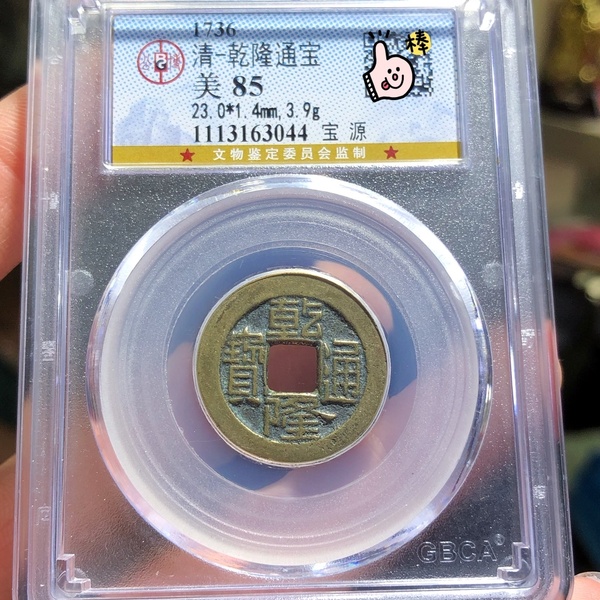 1736
清-乾隆通宝
美 85
23.0*1.4mm,3.9g
1113163044 宝 源
★ 文物鉴定委员会监制 ★
棒
乾
寶 通
隆
GBCA